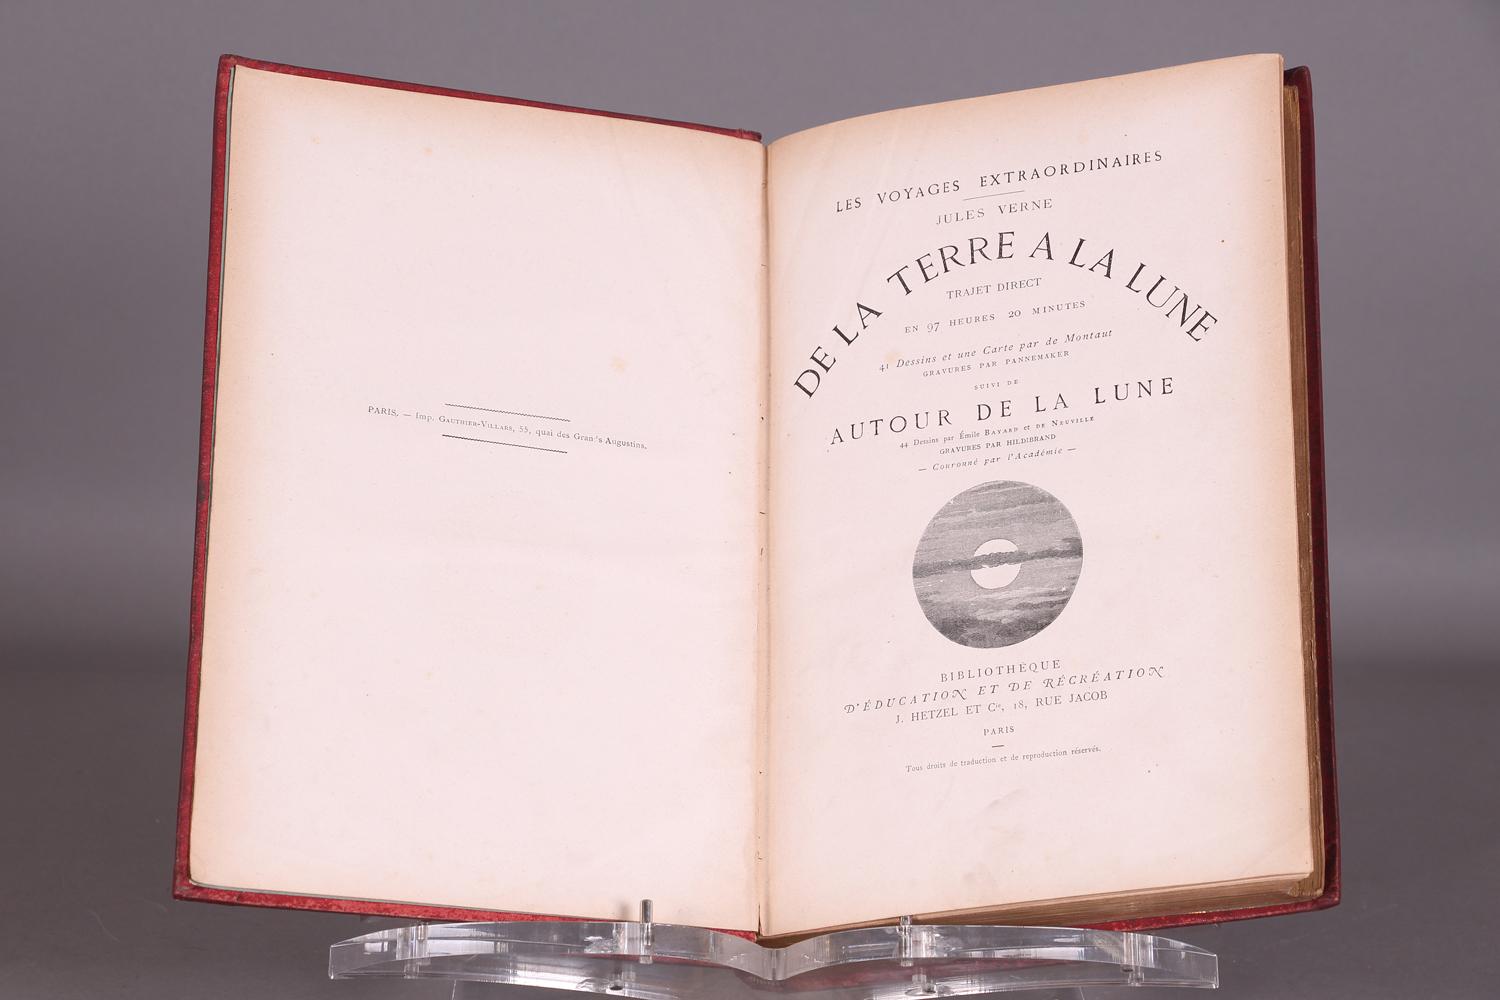 PARIS. — Imp. GAUTHIER-VILLARS, 55, quai des Grands Augustins.
LES VOYAGES EXTRAORDINAIRES
JULES VERNE
DE LA TERRE A LA LUNE
TRAJET DIRECT
EN 97 HEURES 20 MINUTES
41 Dessins et une Carte par de Montaut
GRAVURES PAR PANNEMAKER
SUIVI DE
AUTOUR DE LA LUNE
44 Dessins par Émile BAYARD et DE NEUVILLE
GRAVURES PAR HILDIBRAND
— Couronné par l'Académie —
BIBLIOTHÈQUE
D'ÉDUCATION ET DE RÉCRÉATION
J. HETZEL ET Cie, 18, RUE JACOB
PARIS
Tous droits de traduction et de reproduction réservés.